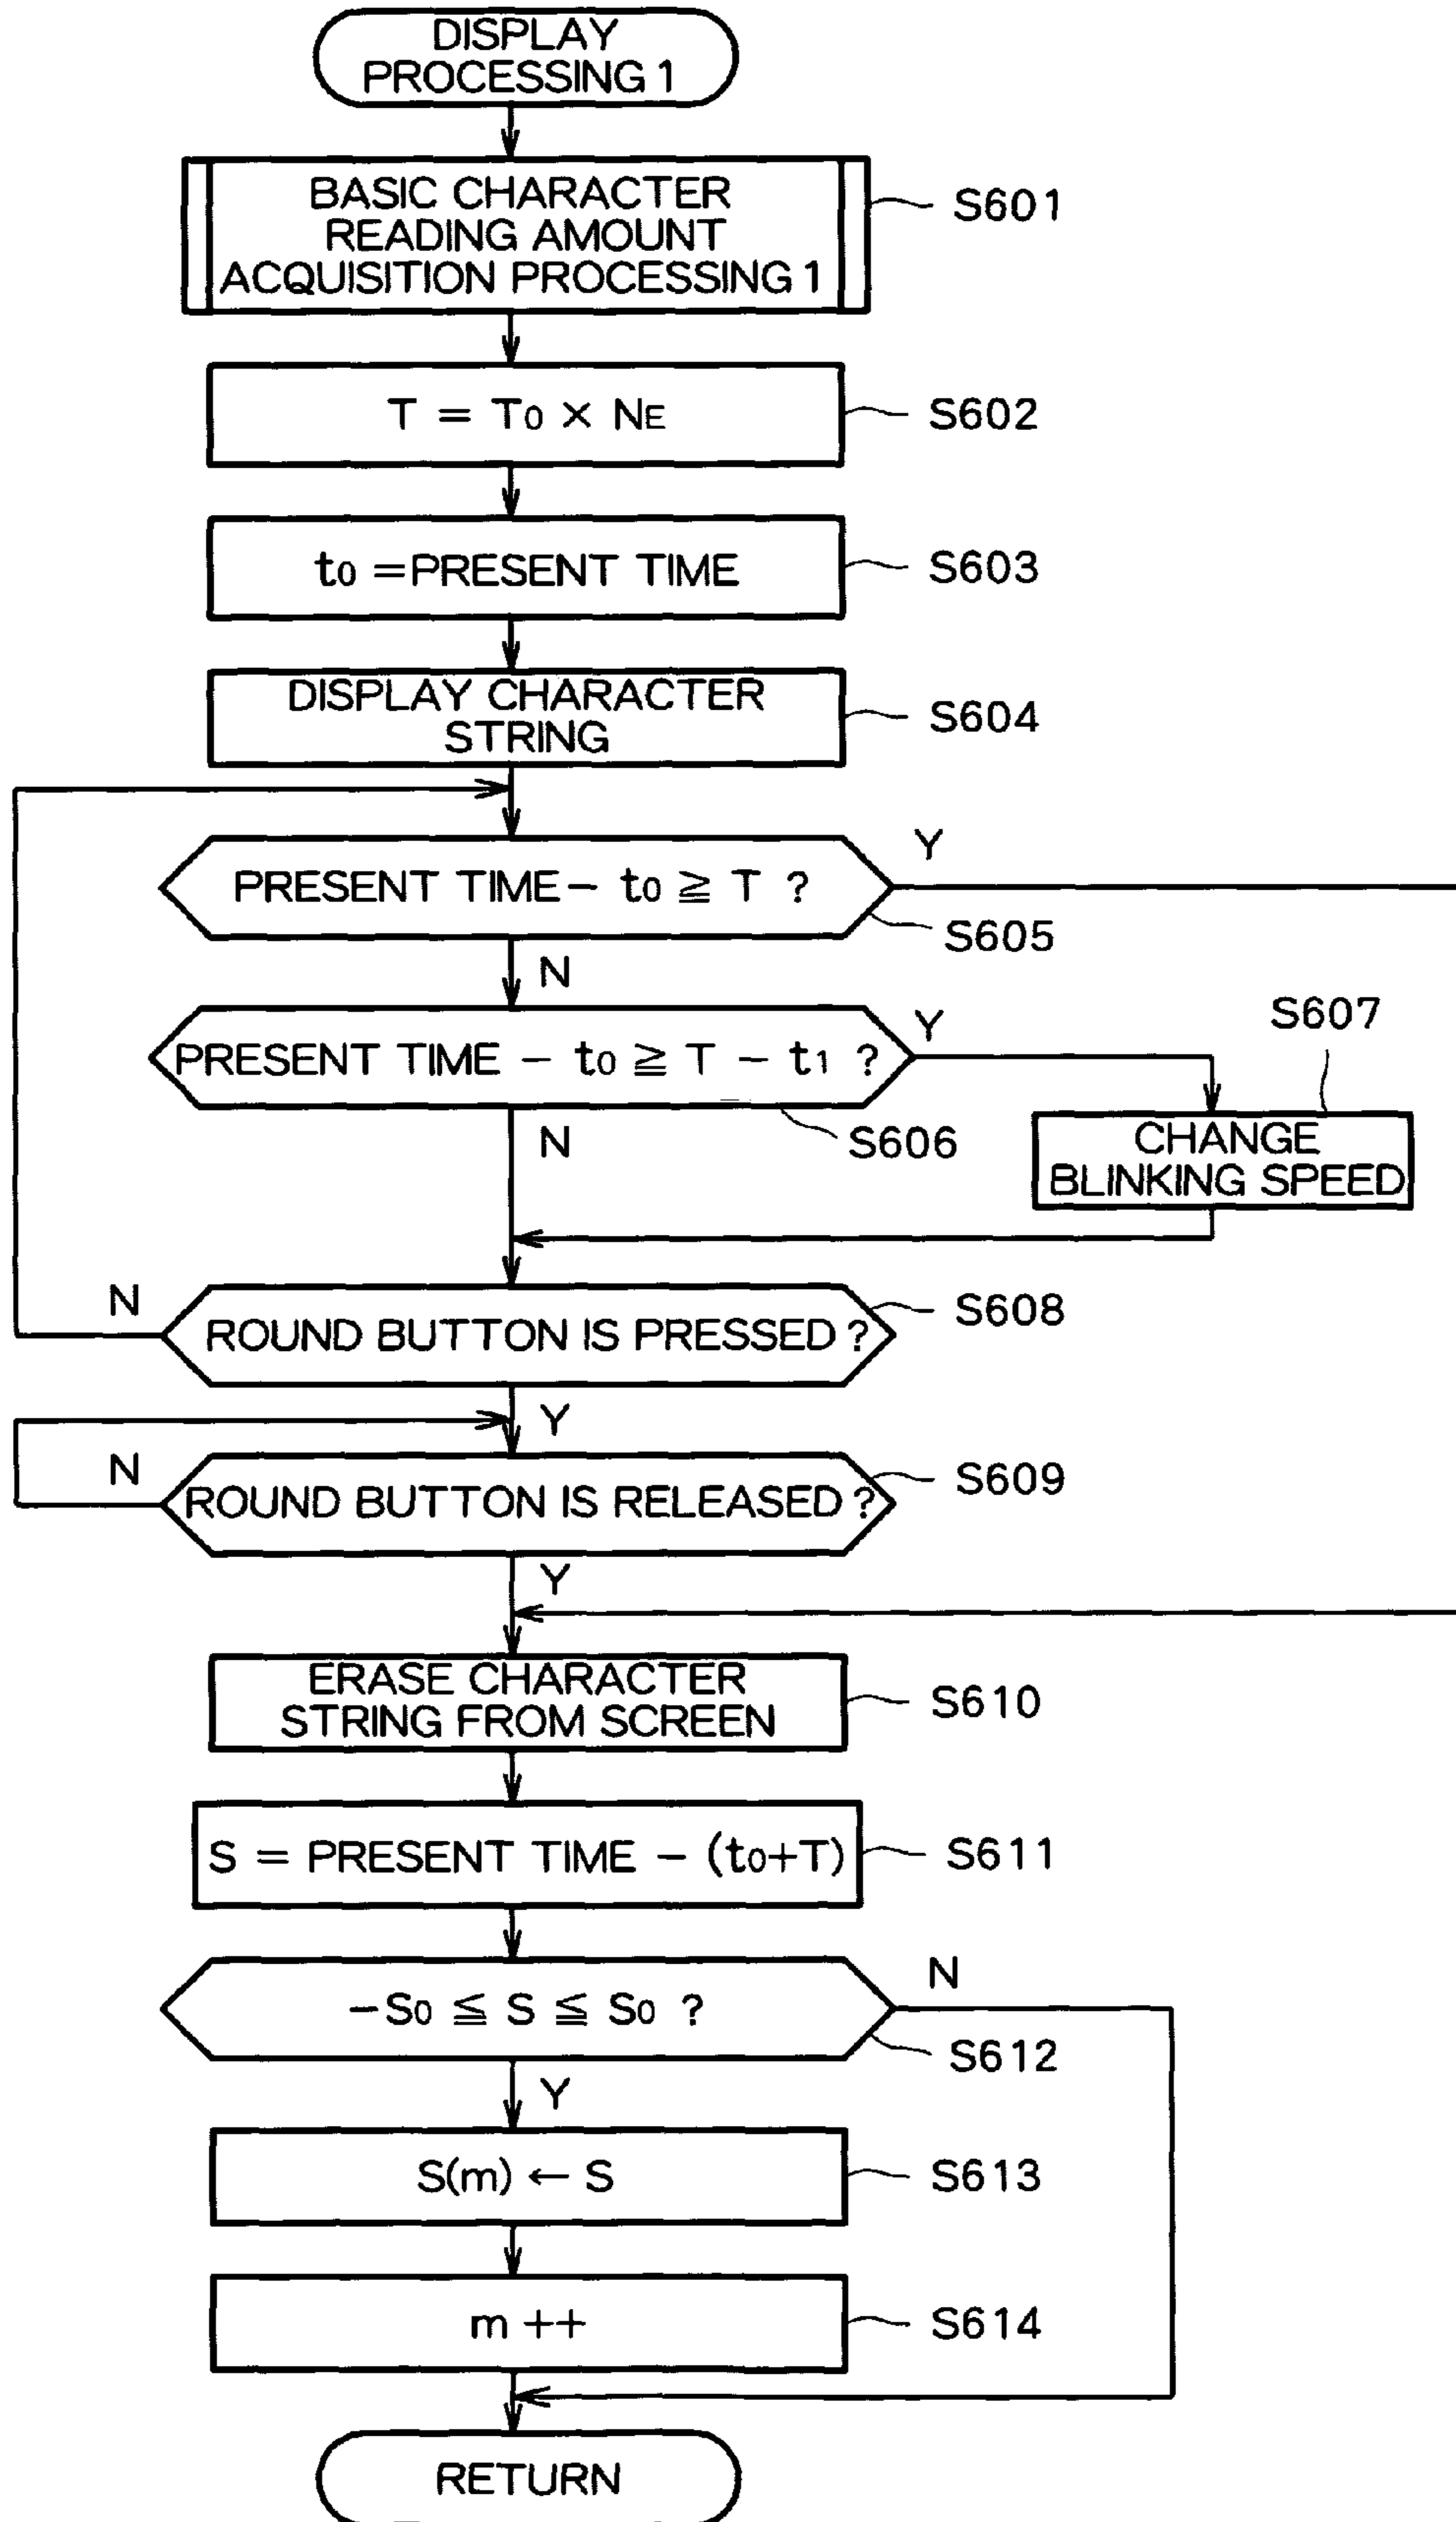 DISPLAY
PROCESSING 1
BASIC CHARACTER
READING AMOUNT
ACQUISITION PROCESSING 1
S601
T = T0 × NE
S602
t0 =PRESENT TIME
S603
DISPLAY CHARACTER
STRING
S604
PRESENT TIME - t0 ≧ T ?
Y
S605
N
PRESENT TIME - t0 ≧ T - t1 ?
Y
S606
N
S607
CHANGE
BLINKING SPEED
ROUND BUTTON IS PRESSED ?
N
S608
Y
ROUND BUTTON IS RELEASED ?
N
S609
Y
ERASE CHARACTER
STRING FROM SCREEN
S610
S = PRESENT TIME - (t0+T)
S611
-S0 ≦ S ≦ S0 ?
N
S612
Y
S(m) ← S
S613
m ++
S614
RETURN